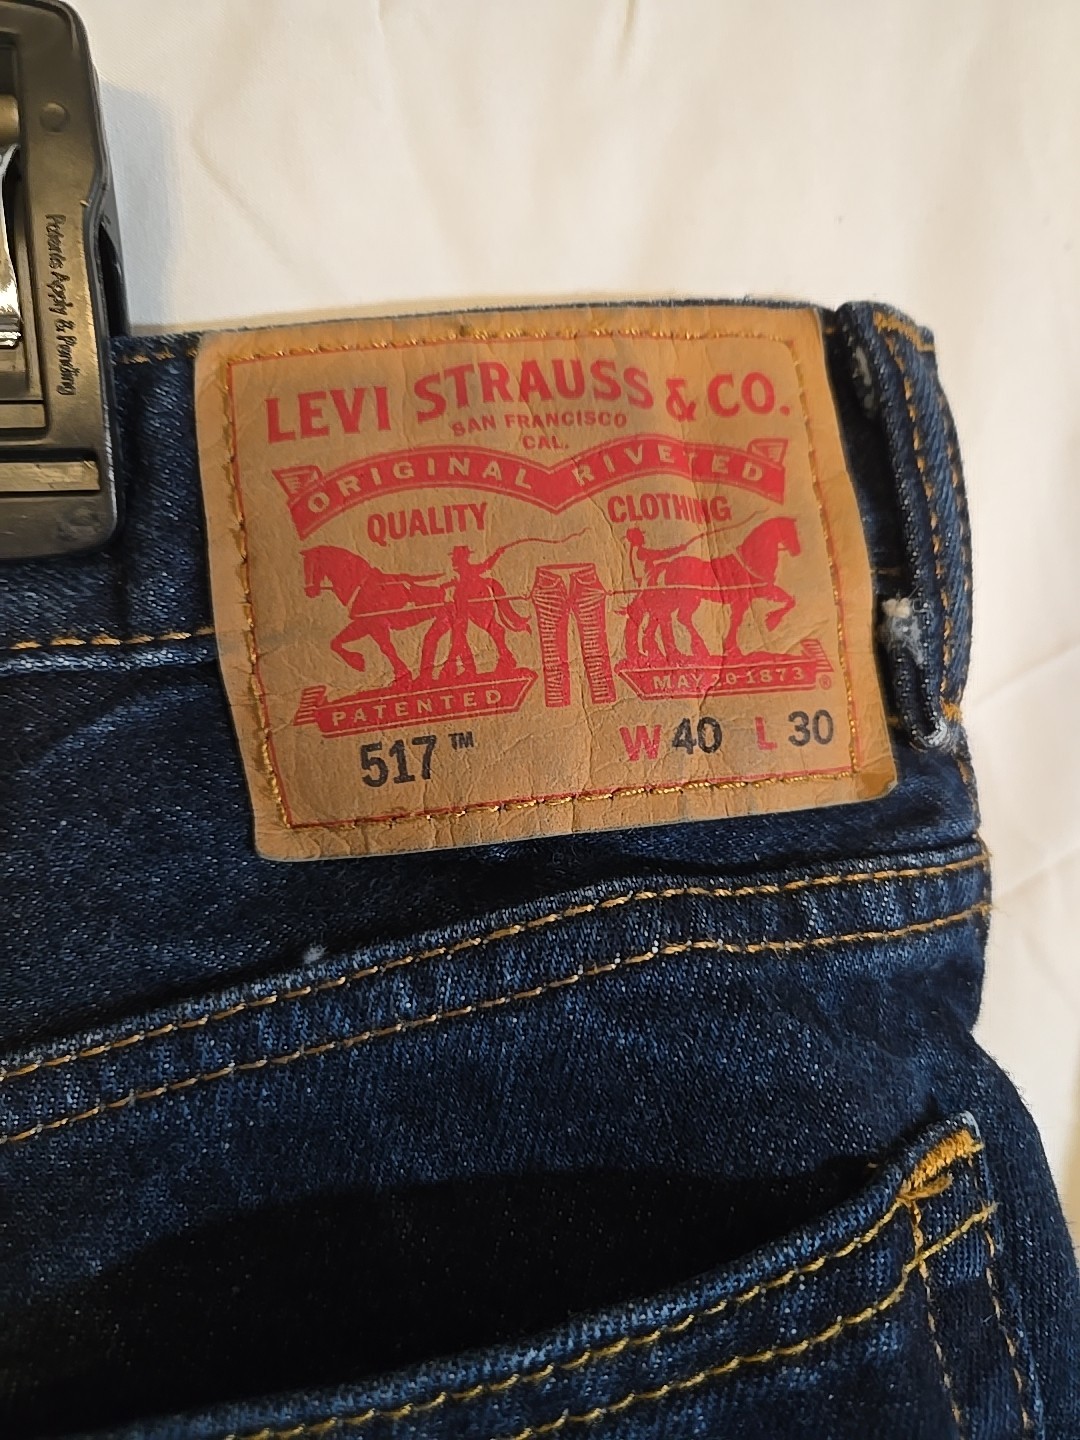 Patents Apply & Pending
LEVI STRAUSS & CO.
SAN FRANCISCO
CAL.
ORIGINAL RIVETED
QUALITY CLOTHING
PATENTED MAY 20 1873 ®
517™ W 40 L 30